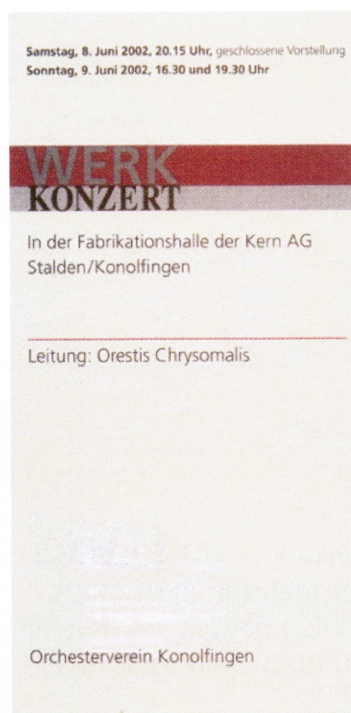 Samstag, 8. Juni 2002, 20.15 Uhr, geschlossene Vorstellung
Sonntag, 9. Juni 2002, 16.30 und 19.30 Uhr
WERK
KONZERT
In der Fabrikationshalle der Kern AG
Stalden/Konolfingen
Leitung: Orestis Chrysomalis
Orchesterverein Konolfingen